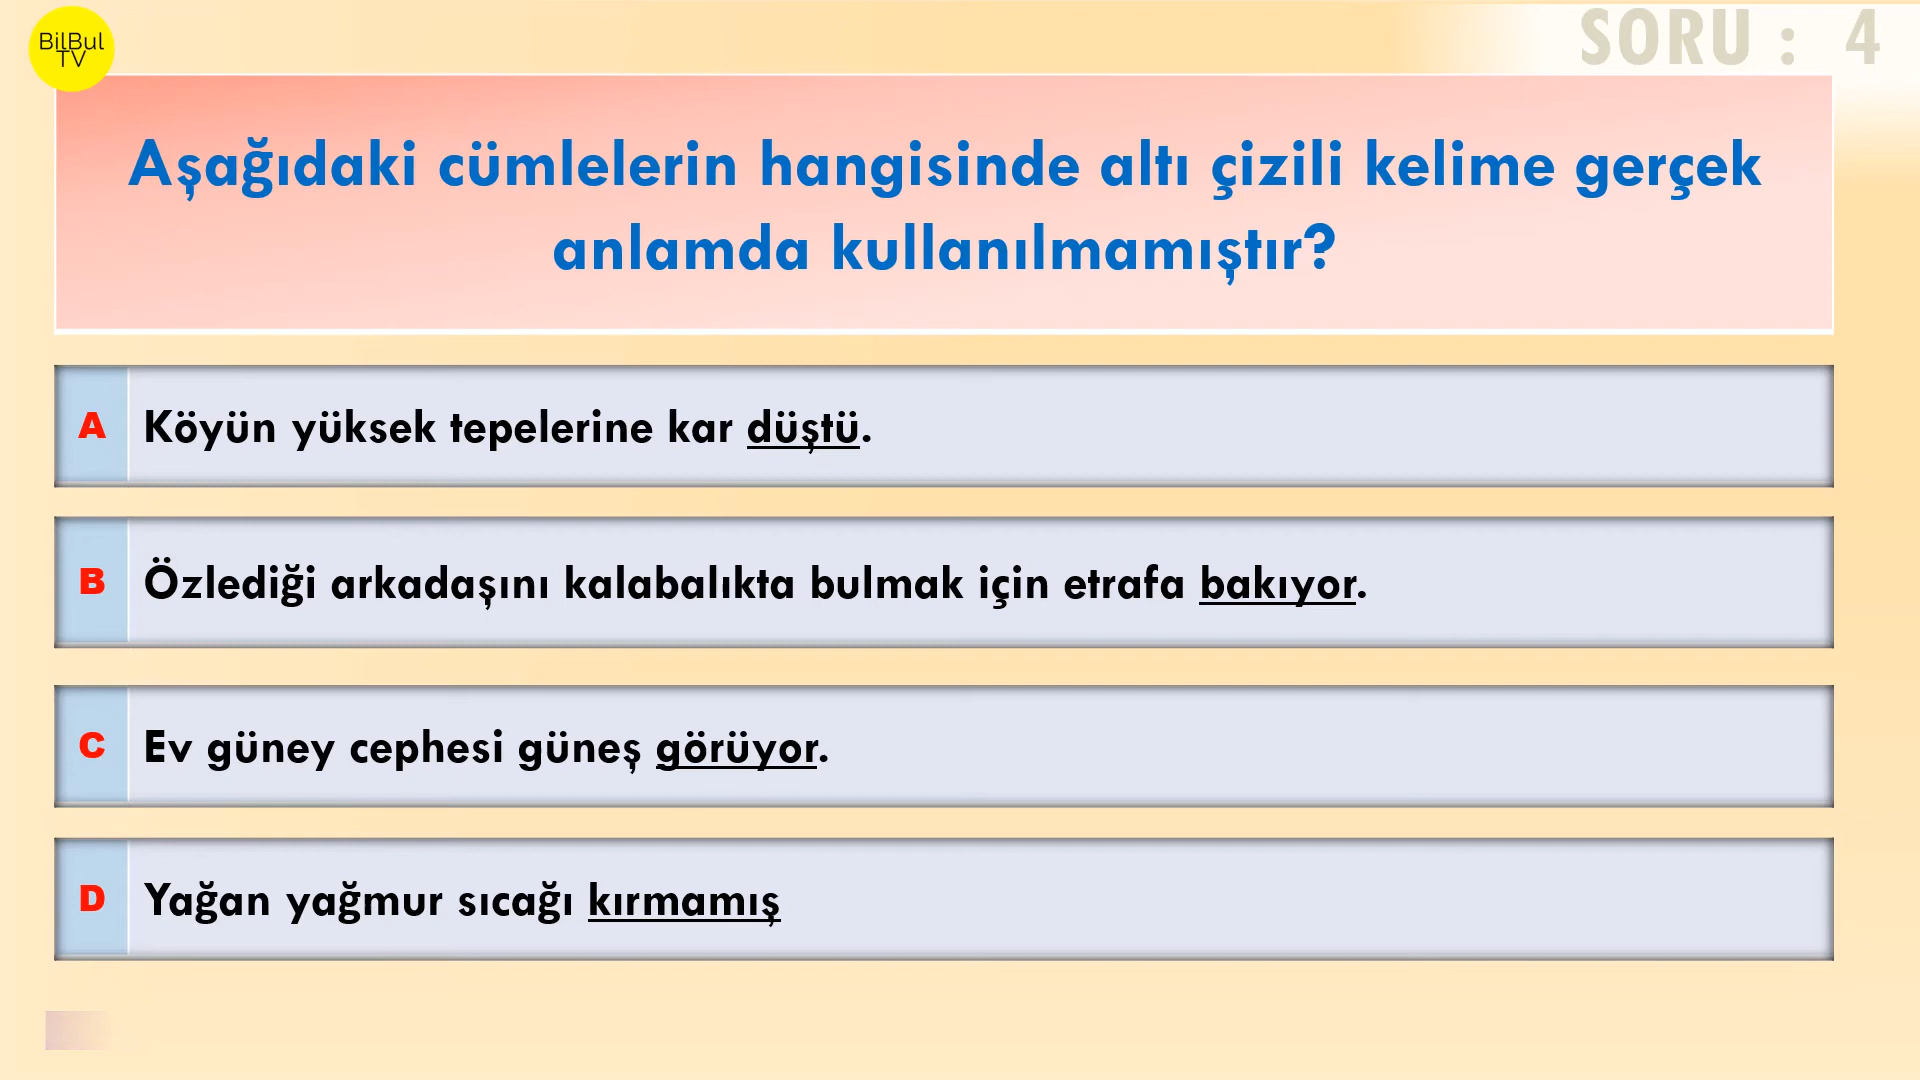 BilBul
TV
SORU : 4
Aşağıdaki cümlelerin hangisinde altı çizili kelime gerçek
anlamda kullanılmamıştır?
A Köyün yüksek tepelerine kar düştü.
B Özlediği arkadaşını kalabalıkta bulmak için etrafa bakıyor.
C Ev güney cephesi güneş görüyor.
D Yağan yağmur sıcağı kırmamış